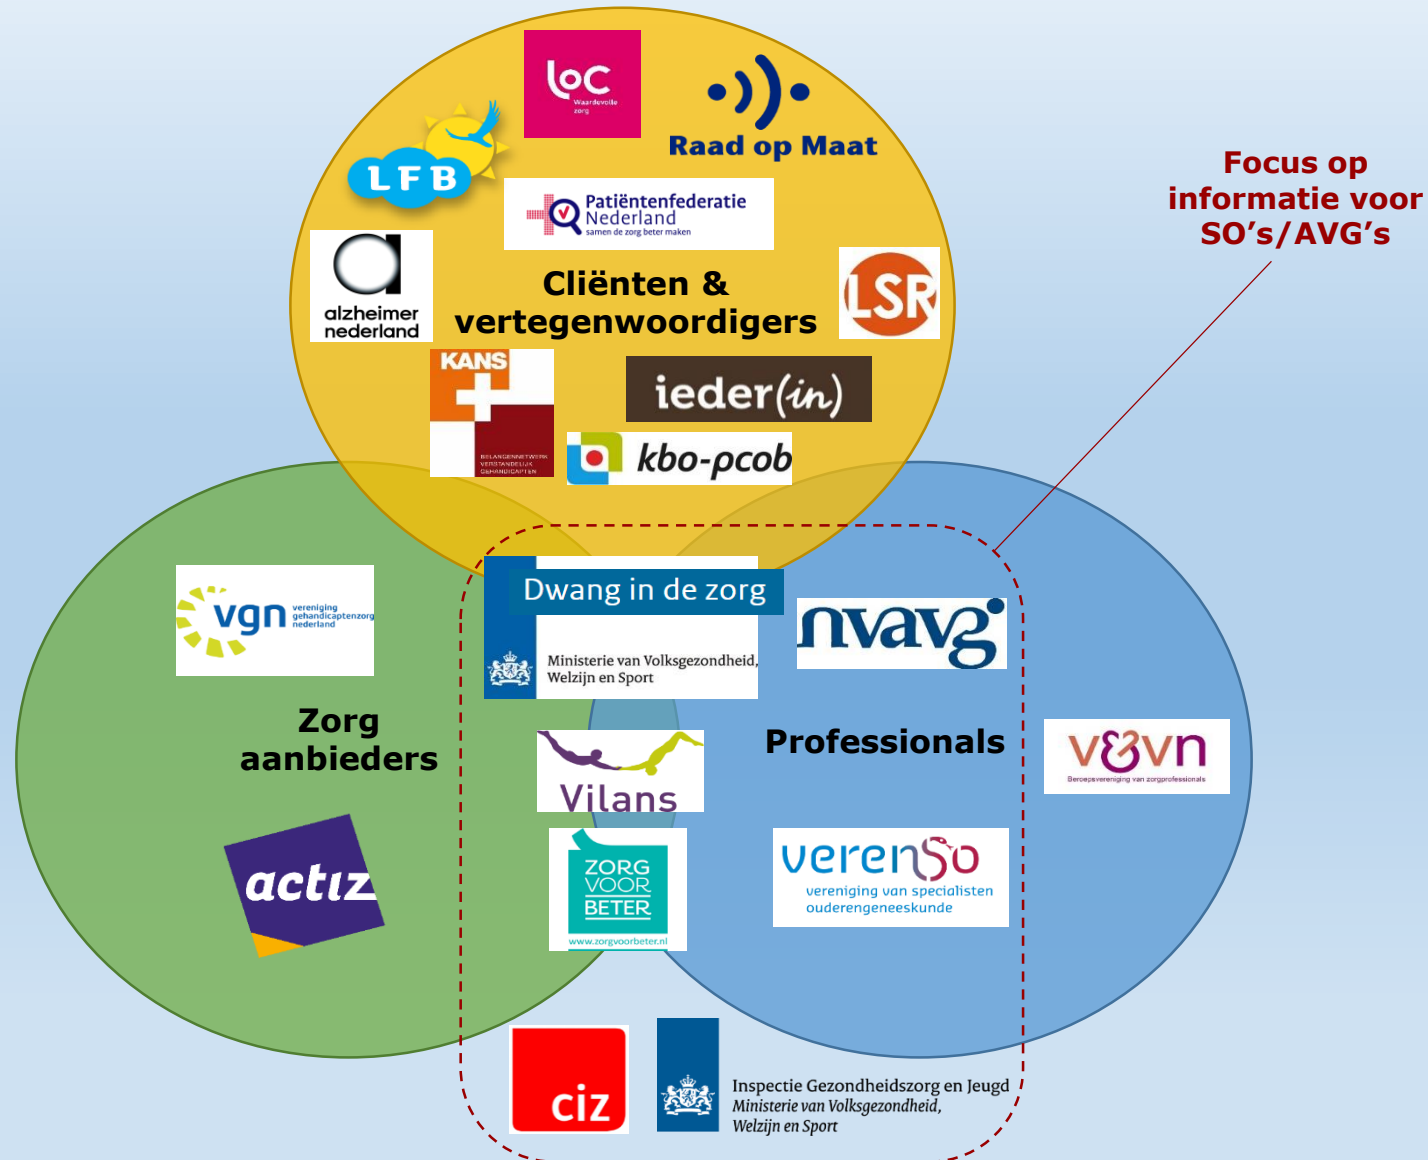 LOC
Waardevolle
zorg
Raad op Maat
LFB
Patiëntenfederatie
Nederland
samen de zorg beter maken
Focus op
informatie voor
SO's/AVG's
alzheimer
nederland
Cliënten &
vertegenwoordigers
LSR
KANS
BELANGENNETWERK
VERSTANDELIJK
GEHANDICAPTEN
ieder(in)
kbo-pcob
vgn
vereniging
gehandicaptenzorg
nederland
Dwang in de zorg
Ministerie van Volksgezondheid,
Welzijn en Sport
nvavg
Zorg
aanbieders
Professionals
v&vn
Beroepsvereniging van zorgprofessionals
Vilans
actiz
ZORG
VOOR
BETER
www.zorgvoorbeter.nl
verenso
vereniging van specialisten
ouderengeneeskunde
ciz
Inspectie Gezondheidszorg en Jeugd
Ministerie van Volksgezondheid,
Welzijn en Sport